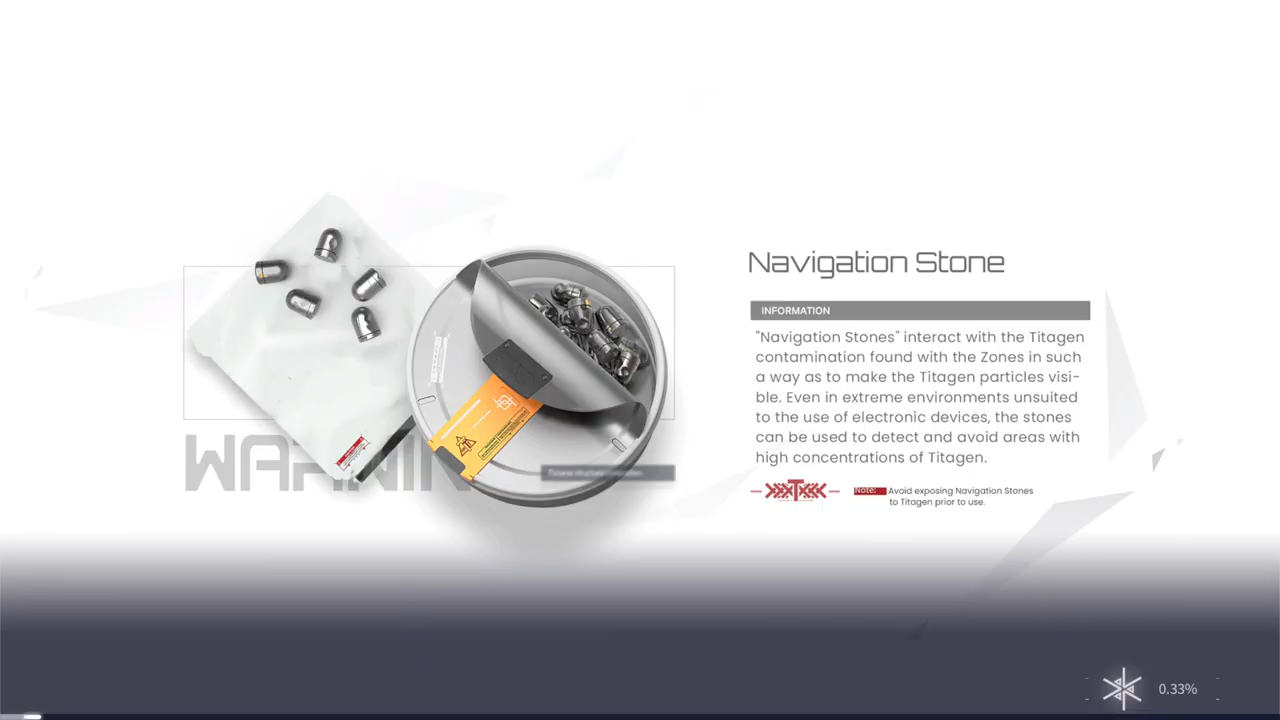 Navigation Stone
INFORMATION
"Navigation Stones" interact with the Titagen
contamination found with the Zones in such
a way as to make the Titagen particles visi-
ble. Even in extreme environments unsuited
to the use of electronic devices, the stones
can be used to detect and avoid areas with
high concentrations of Titagen.
Note: Avoid exposing Navigation Stones
to Titagen prior to use.
WARNIN
0.33%